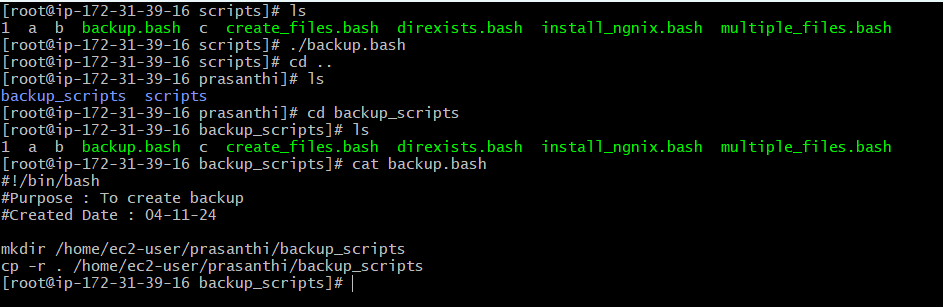 [root@ip-172-31-39-16 scripts]# ls
1  a  b  backup.bash  c  create_files.bash  direxists.bash  install_ngnix.bash  multiple_files.bash
[root@ip-172-31-39-16 scripts]# ./backup.bash
[root@ip-172-31-39-16 scripts]# cd ..
[root@ip-172-31-39-16 prasanthi]# ls
backup_scripts  scripts
[root@ip-172-31-39-16 prasanthi]# cd backup_scripts
[root@ip-172-31-39-16 backup_scripts]# ls
1  a  b  backup.bash  c  create_files.bash  direxists.bash  install_ngnix.bash  multiple_files.bash
[root@ip-172-31-39-16 backup_scripts]# cat backup.bash
#!/bin/bash
#Purpose : To create backup
#Created Date : 04-11-24

mkdir /home/ec2-user/prasanthi/backup_scripts
cp -r . /home/ec2-user/prasanthi/backup_scripts
[root@ip-172-31-39-16 backup_scripts]#